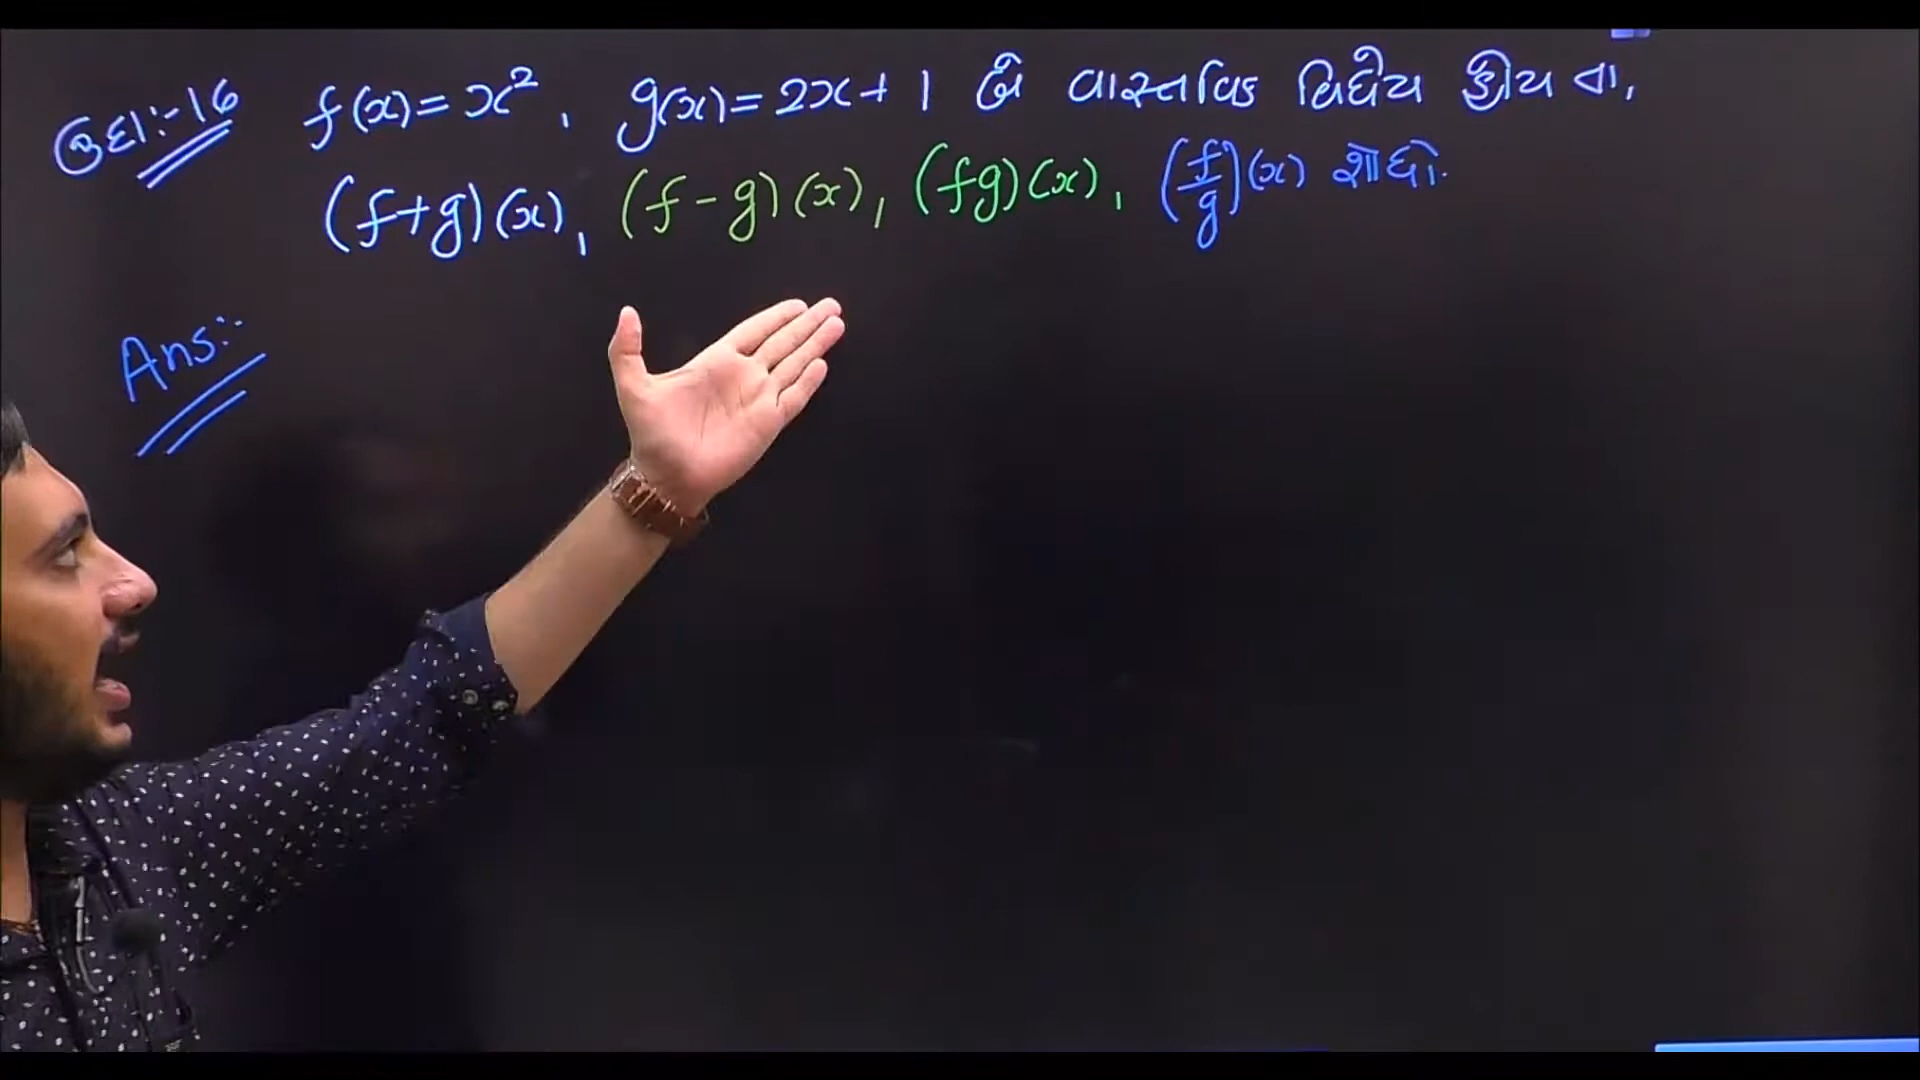 ઉદા:-16 f(x) = x², g(x) = 2x + 1 બે વાસ્તવિક વિધેય હોય તો,
(f+g)(x), (f-g)(x), (fg)(x), (f/g)(x) શોધો.
Ans:-